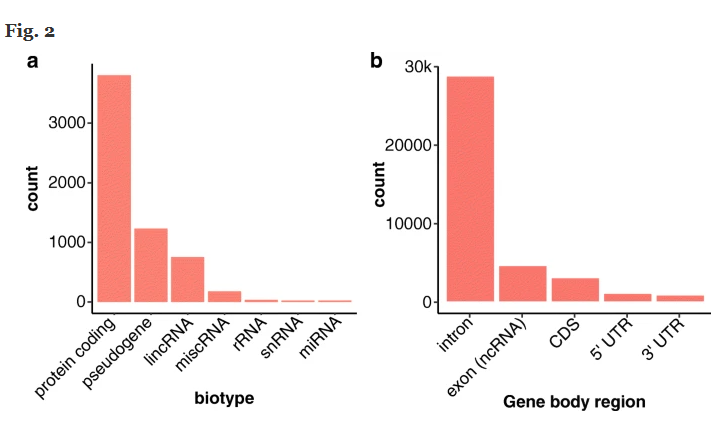 Fig. 2
a
count
3000
2000
1000
0
protein coding
pseudogene
lincRNA
miscRNA
rRNA
snRNA
miRNA
biotype
b
count
30k
20000
10000
0
intron
exon (ncRNA)
CDS
5' UTR
3' UTR
Gene body region